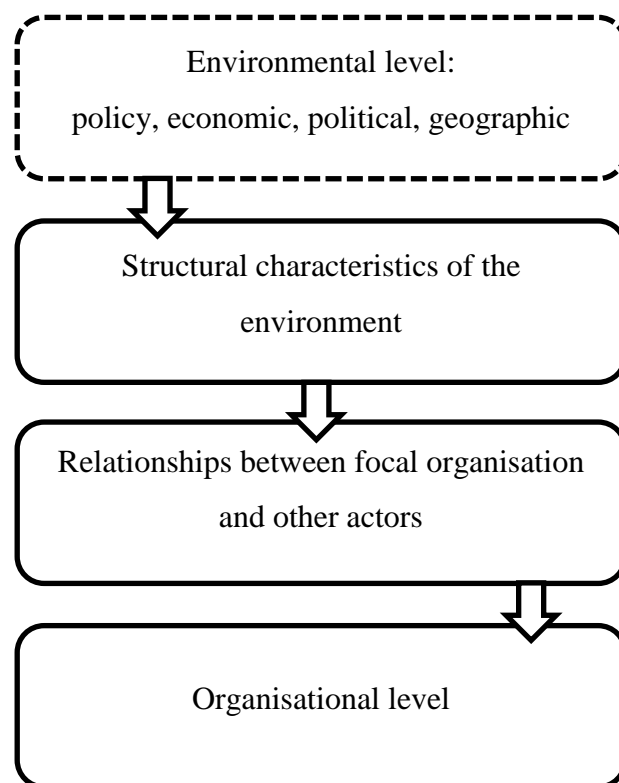 Environmental level:
policy, economic, political, geographic
Structural characteristics of the
environment
Relationships between focal organisation
and other actors
Organisational level